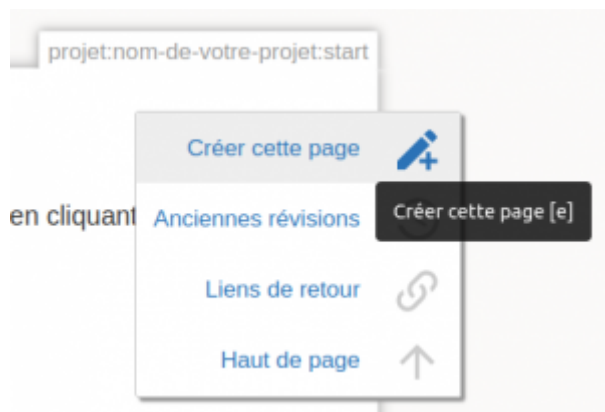 projet:nom-de-votre-projet:start
Créer cette page
en cliquant
Anciennes révisions
Créer cette page [e]
Liens de retour
Haut de page